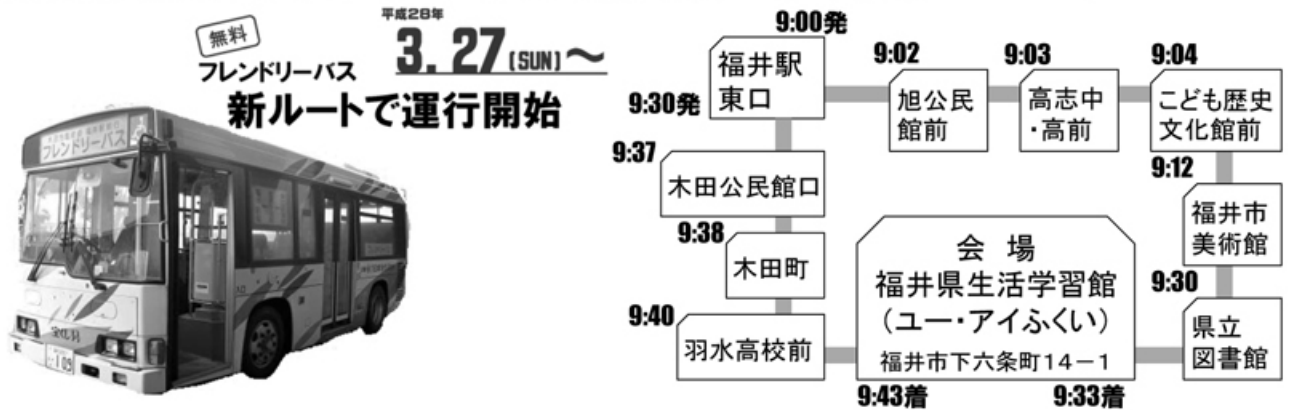 平成28年
無料
3. 27(SUN)～
フレンドリーバス
新ルートで運行開始
フレンドリーバス
109
9:00発
福井駅
東口
9:02
旭公民
館前
9:03
高志中
・高前
9:04
こども歴史
文化館前
9:12
福井市
美術館
9:30
県立
図書館
9:33着
9:30発
9:37
木田公民館口
9:38
木田町
9:40
羽水高校前
9:43着
会 場
福井県生活学習館
（ユー・アイふくい）
福井市下六条町14－1